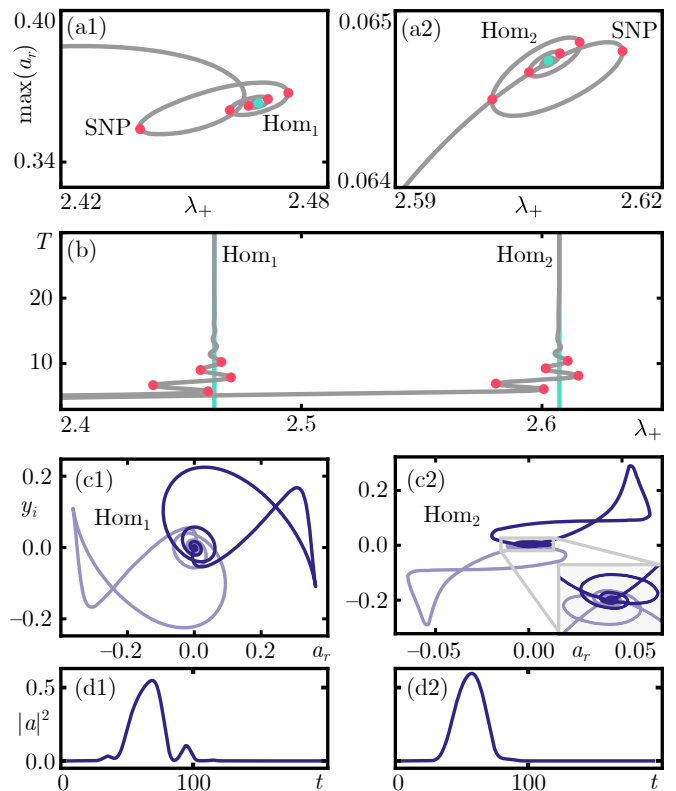 (a1)
0.40
max(a_r)
SNP
Hom_1
0.34
2.42
λ_+
2.48
(a2)
0.065
Hom_2
SNP
0.064
2.59
λ_+
2.62
(b)
T
Hom_1
Hom_2
20
10
2.4
2.5
2.6
λ_+
(c1)
0.2
y_i
Hom_1
0.0
−0.2
−0.2
0.0
0.2
a_r
(c2)
0.2
Hom_2
0.0
−0.2
−0.05
0.00
a_r
0.05
(d1)
0.5
|a|^2
0.0
0
100
t
(d2)
0
100
t